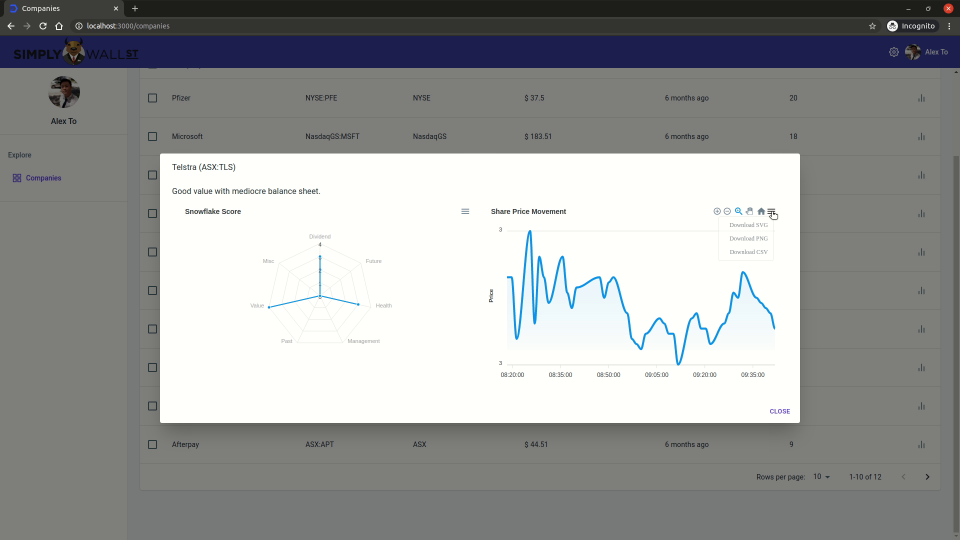 Companies
localhost:3000/companies
Incognito
SIMPLY WALL ST
Alex To
Alex To
Explore
Companies
Pfizer NYSE:PFE NYSE $ 37.5 6 months ago 20
Microsoft NasdaqGS:MSFT NasdaqGS $ 183.51 6 months ago 18
Telstra (ASX:TLS)
Good value with mediocre balance sheet.
Snowflake Score
Dividend
4
2
Misc
Future
Value
Health
Past
Management
Share Price Movement
Download SVG
Download PNG
Download CSV
3
Price
3
08:20:00 08:35:00 08:50:00 09:05:00 09:20:00 09:35:00
CLOSE
Afterpay ASX:APT ASX $ 44.51 6 months ago 9
Rows per page: 10 1-10 of 12